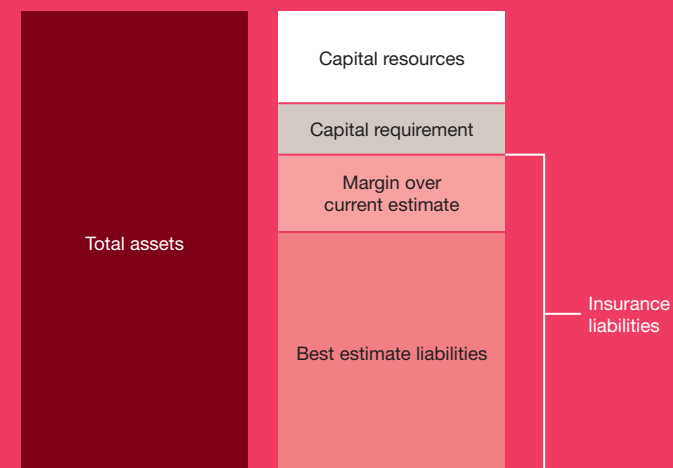 Capital resources
Capital requirement
Margin over
current estimate
Total assets
Insurance
liabilities
Best estimate liabilities